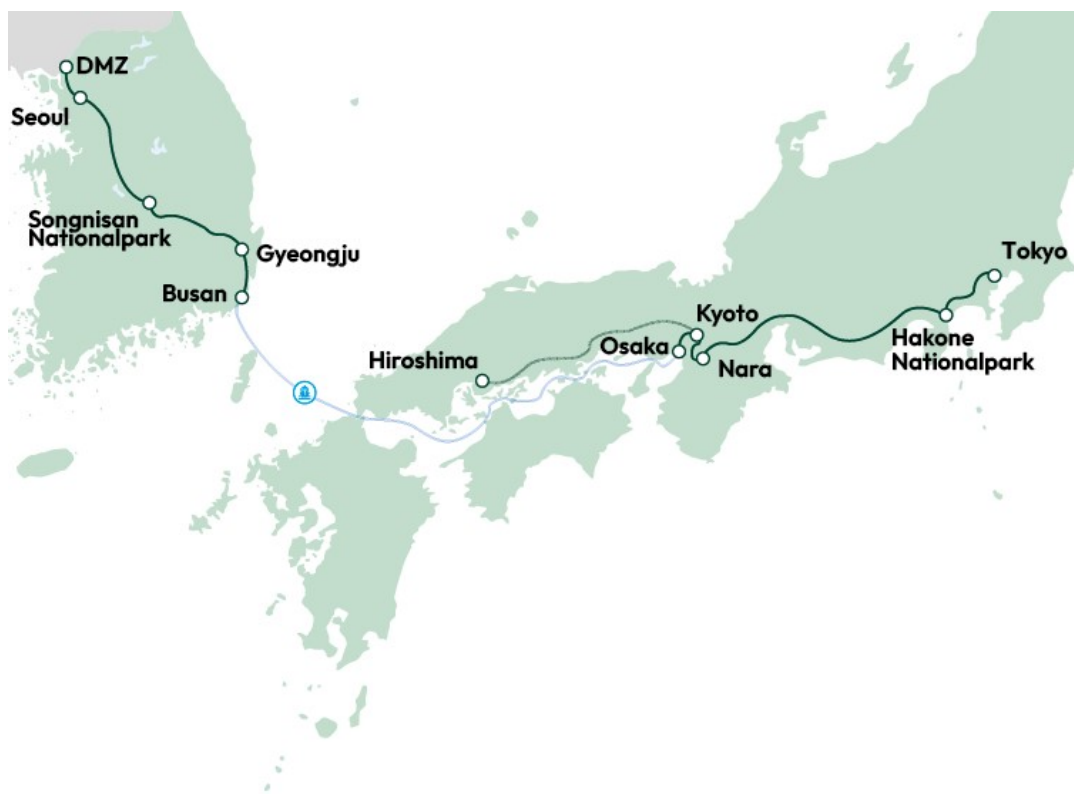 DMZ
Seoul
Songnisan
Nationalpark
Gyeongju
Busan
Tokyo
Kyoto
Hakone
Nationalpark
Osaka
Nara
Hiroshima